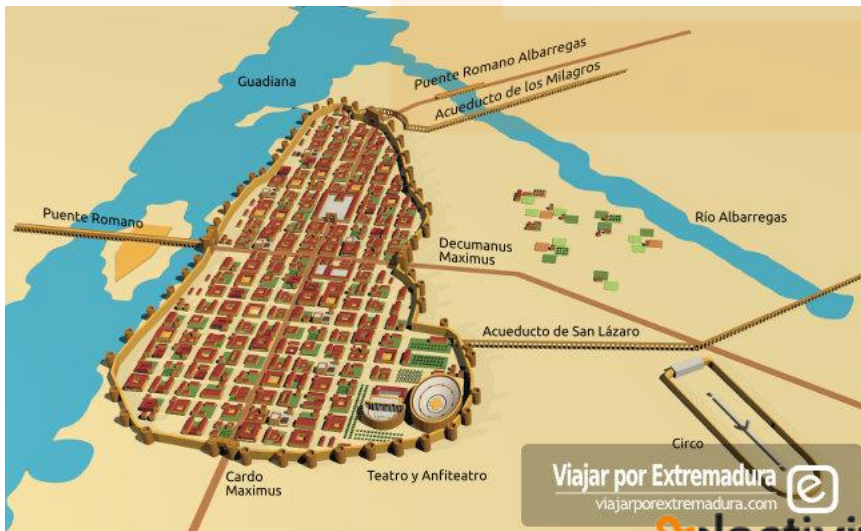 Guadiana
Puente Romano Albarregas
Acueducto de los Milagros
Puente Romano
Río Albarregas
Decumanus
Maximus
Acueducto de San Lázaro
Circo
Cardo
Maximus
Teatro y Anfiteatro
Viajar por Extremadura e
viajarporextremadura.com